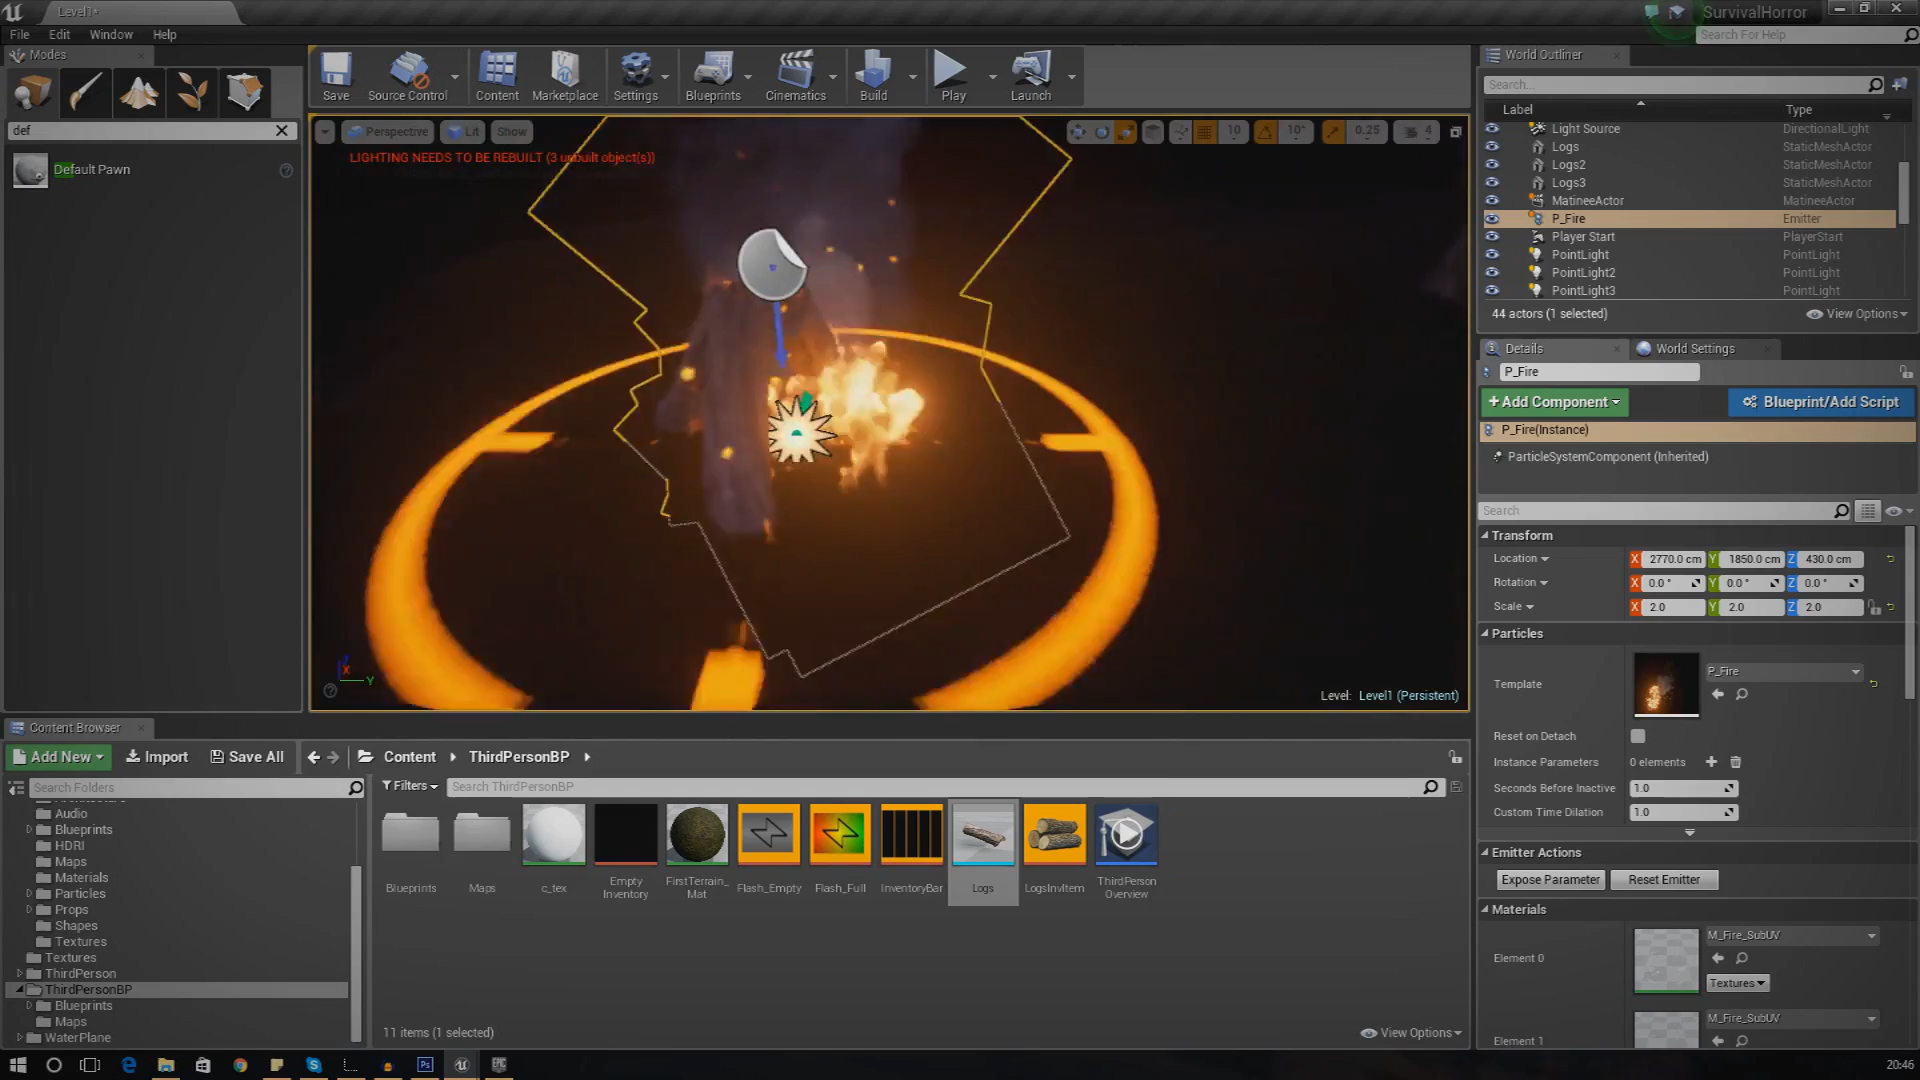 Level1*
SurvivalHorror
File Edit Window Help
Search For Help
Modes
def
Default Pawn
Save
Source Control
Content
Marketplace
Settings
Blueprints
Cinematics
Build
Play
Launch
Perspective
Lit
Show
10
10°
0.25
4
LIGHTING NEEDS TO BE REBUILT (3 unbuilt object(s))
X
Y
Level: Level1 (Persistent)
World Outliner
Search...
Label Type
Light Source DirectionalLight
Logs StaticMeshActor
Logs2 StaticMeshActor
Logs3 StaticMeshActor
MatineeActor MatineeActor
P_Fire Emitter
Player Start PlayerStart
PointLight PointLight
PointLight2 PointLight
PointLight3 PointLight
44 actors (1 selected) View Options
Details
World Settings
P_Fire
+Add Component
Blueprint/Add Script
P_Fire(Instance)
ParticleSystemComponent (Inherited)
Search
Transform
Location X 2770.0 cm Y 1850.0 cm Z 430.0 cm
Rotation X 0.0 ° Y 0.0 ° Z 0.0 °
Scale X 2.0 Y 2.0 Z 2.0
Particles
Template P_Fire
Reset on Detach
Instance Parameters 0 elements
Seconds Before Inactive 1.0
Custom Time Dilation 1.0
Emitter Actions
Expose Parameter Reset Emitter
Materials
Element 0 M_Fire_SubUV
Textures
Element 1 M_Fire_SubUV
Content Browser
Add New Import Save All Content ThirdPersonBP
Search Folders
Filters Search ThirdPersonBP
Audio
Blueprints
HDRI
Maps
Materials
Particles
Props
Shapes
Textures
Textures
ThirdPerson
ThirdPersonBP
Blueprints
Maps
WaterPlane
Blueprints
Maps
c_tex
Empty
Inventory
FirstTerrain_
Mat
Flash_Empty
Flash_Full
InventoryBar
Logs
LogsInvItem
ThirdPerson
Overview
11 items (1 selected) View Options
Ps
EPIC
20:46